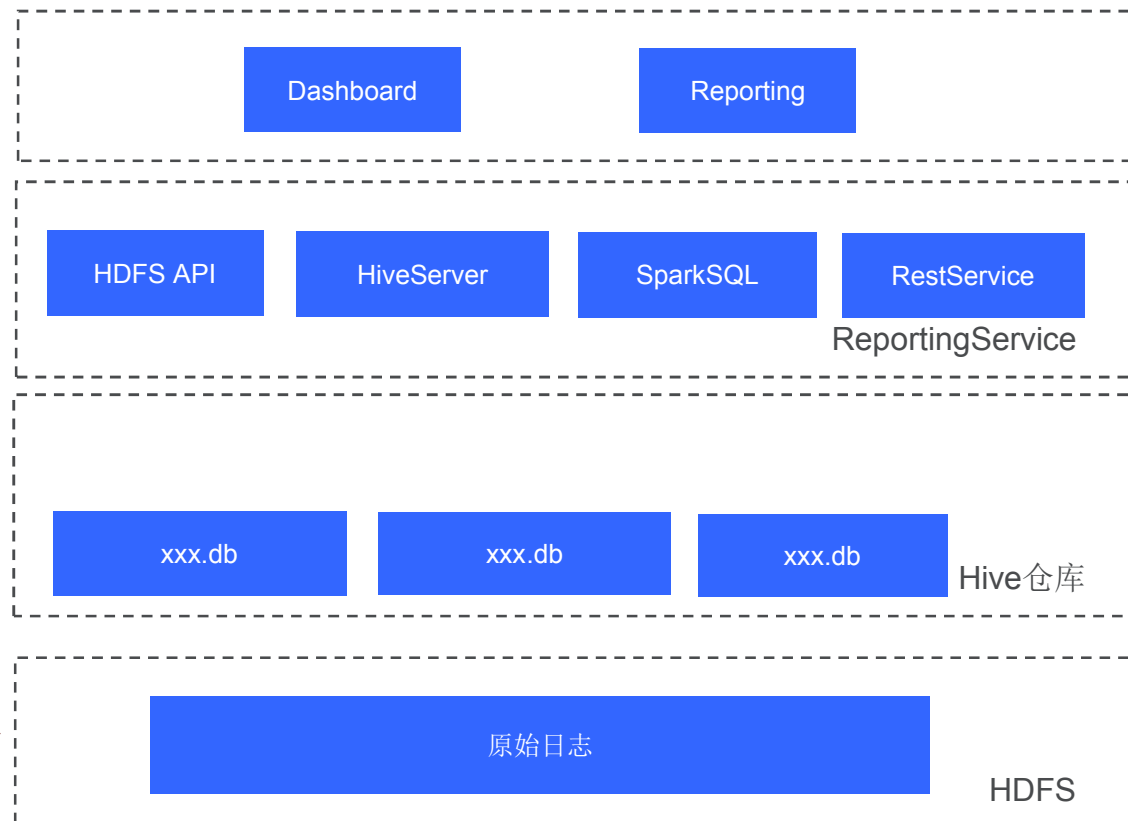 Dashboard
Reporting
HDFS API
HiveServer
SparkSQL
RestService
ReportingService
xxx.db
xxx.db
xxx.db
Hive仓库
原始日志
HDFS